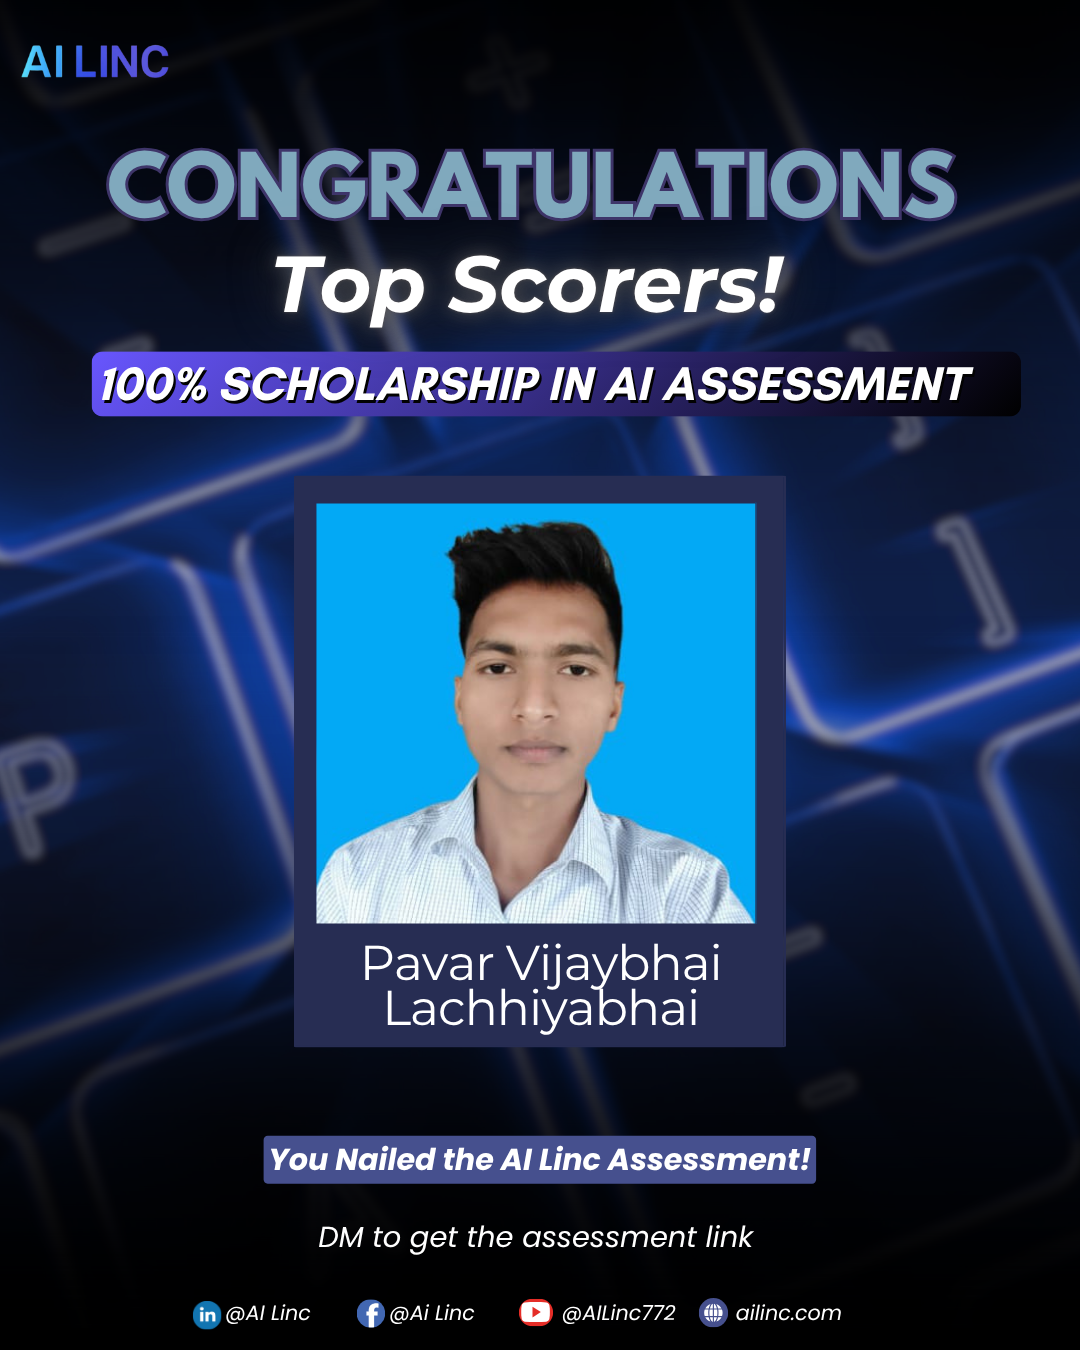 AI LINC
CONGRATULATIONS
Top Scorers!
100% SCHOLARSHIP IN AI ASSESSMENT
P
Pavar Vijaybhai
Lachhiyabhai
You Nailed the AI Linc Assessment!
DM to get the assessment link
@AI Linc @Ai Linc @AILinc772 ailinc.com